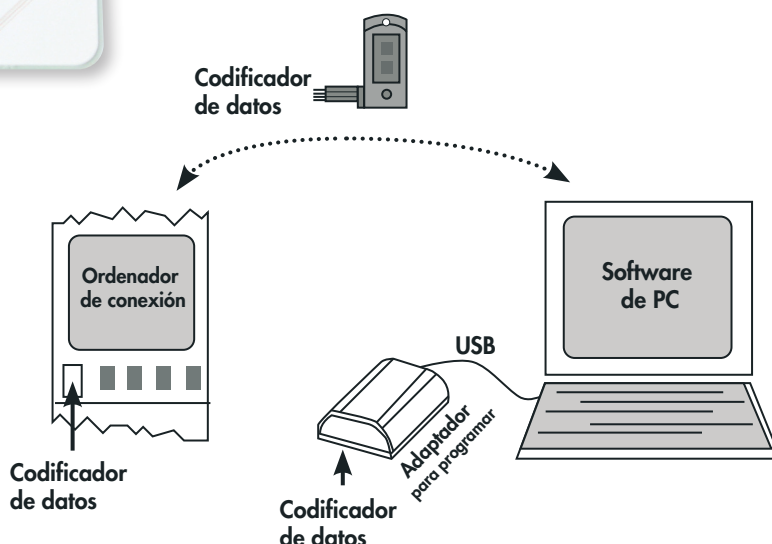 Codificador
de datos
Ordenador
de conexión
Software
de PC
USB
Adaptador
para programar
Codificador
de datos
Codificador
de datos